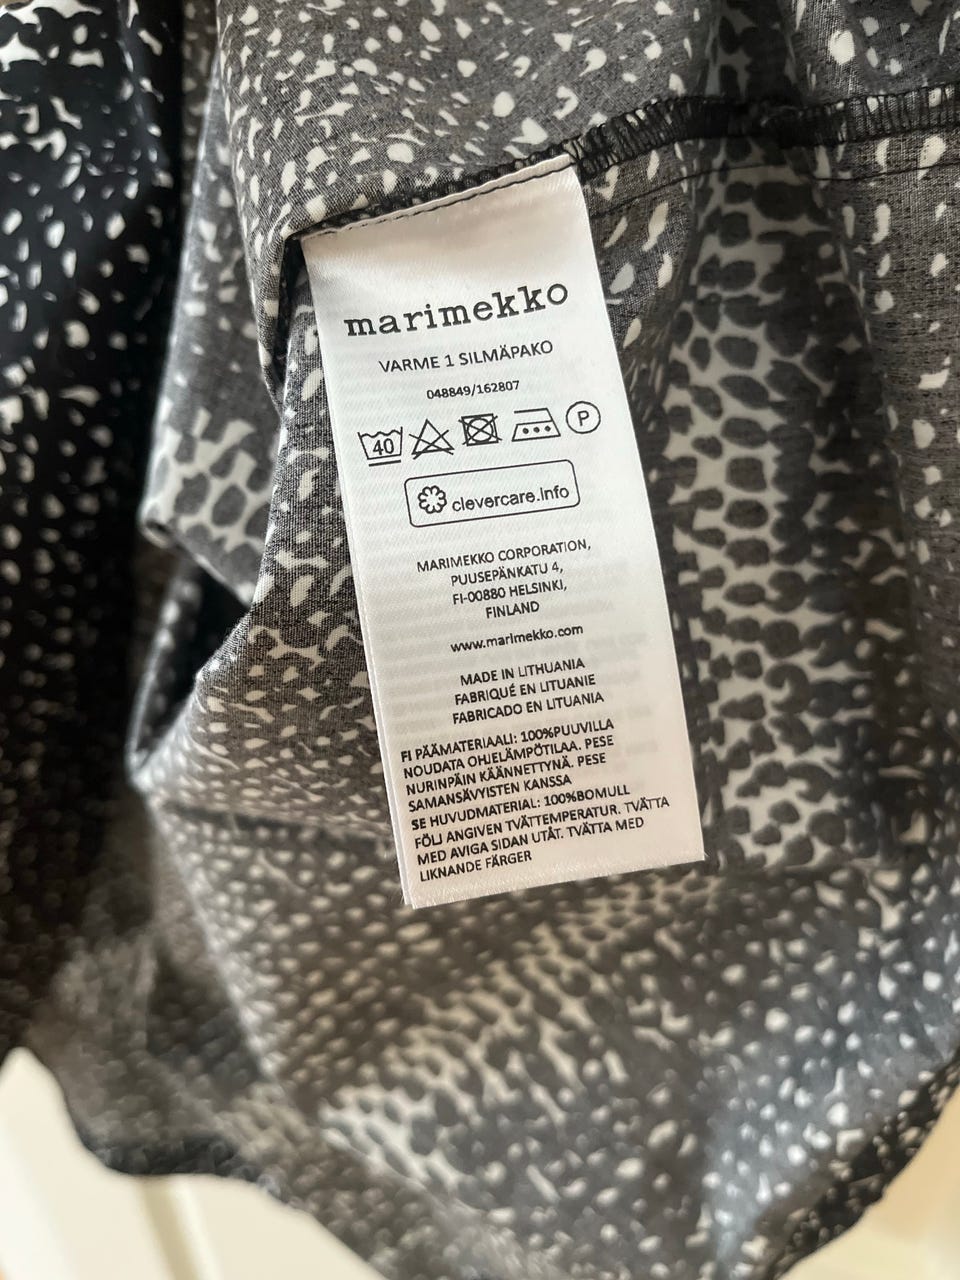 marimekko
VARME 1 SILMÄPAKO
048849/162807
40 P
clevercare.info
MARIMEKKO CORPORATION,
PUUSEPÄNKATU 4,
FI-00880 HELSINKI,
FINLAND
www.marimekko.com
MADE IN LITHUANIA
FABRIQUÉ EN LITUANIE
FABRICADO EN LITUANIA
FI PÄÄMATERIAALI: 100%PUUVILLA
NOUDATA OHJELÄMPÖTILAA. PESE
NURINPÄIN KÄÄNNETTYNÄ. PESE
SAMANSÄVYISTEN KANSSA
SE HUVUDMATERIAL: 100%BOMULL
FÖLJ ANGIVEN TVÄTTEMPERATUR. TVÄTTA
MED AVIGA SIDAN UTÅT. TVÄTTA MED
LIKNANDE FÄRGER